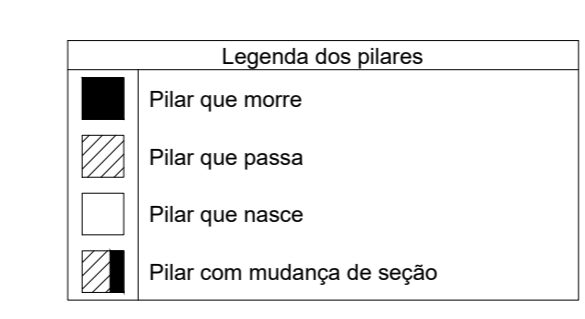 Legenda dos pilares
Pilar que morre
Pilar que passa
Pilar que nasce
Pilar com mudança de seção